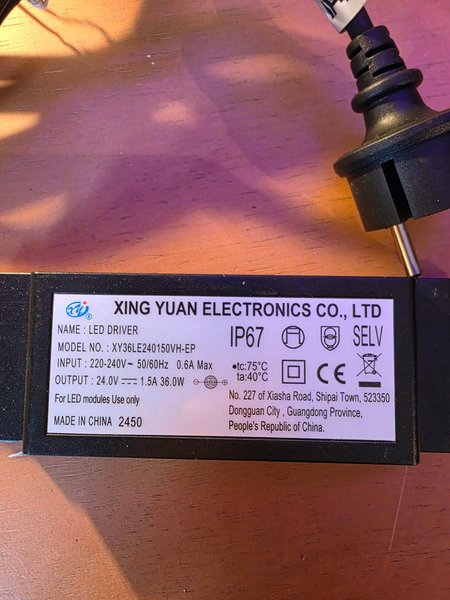 XY
XING YUAN ELECTRONICS CO., LTD
NAME : LED DRIVER
MODEL NO. : XY36LE240150VH-EP
INPUT : 220-240V~ 50/60Hz 0.6A Max
OUTPUT : 24.0V 1.5A 36.0W
For LED modules Use only
MADE IN CHINA 2450
IP67
SELV
•tc:75°C
ta:40°C
CE
No. 227 of Xiasha Road, Shipai Town, 523350
Dongguan City , Guangdong Province,
People's Republic of China.